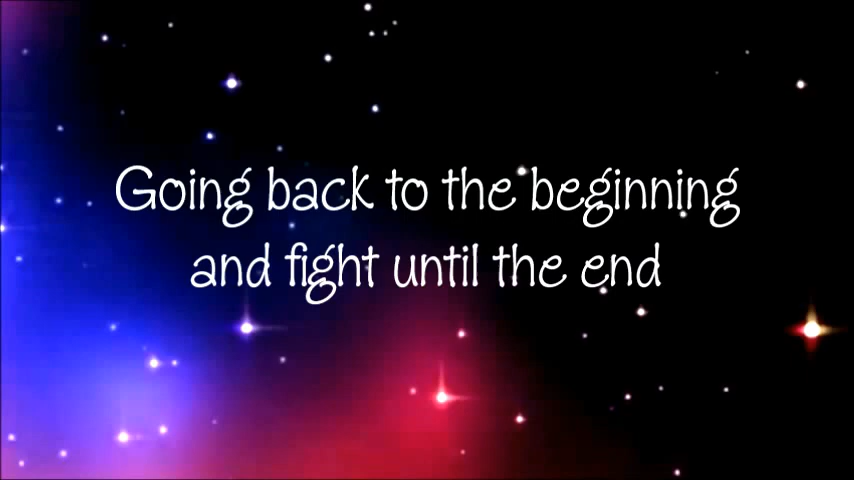 Going back to the beginning
and fight until the end